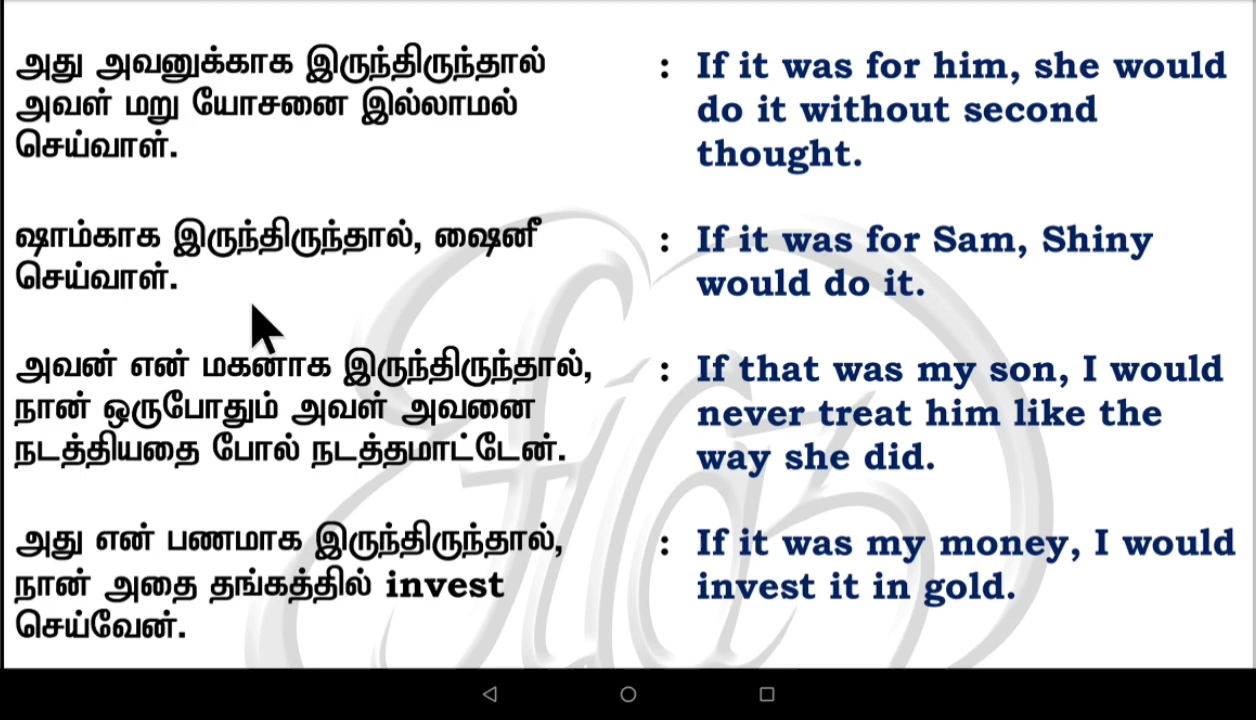 அது அவனுக்காக இருந்திருந்தால்
அவள் மறு யோசனை இல்லாமல்
செய்வாள்.
: If it was for him, she would
do it without second
thought.
ஷாம்காக இருந்திருந்தால், ஷைனீ
செய்வாள்.
: If it was for Sam, Shiny
would do it.
அவன் என் மகனாக இருந்திருந்தால்,
நான் ஒருபோதும் அவள் அவனை
நடத்தியதை போல் நடத்தமாட்டேன்.
: If that was my son, I would
never treat him like the
way she did.
அது என் பணமாக இருந்திருந்தால்,
நான் அதை தங்கத்தில் invest
செய்வேன்.
: If it was my money, I would
invest it in gold.